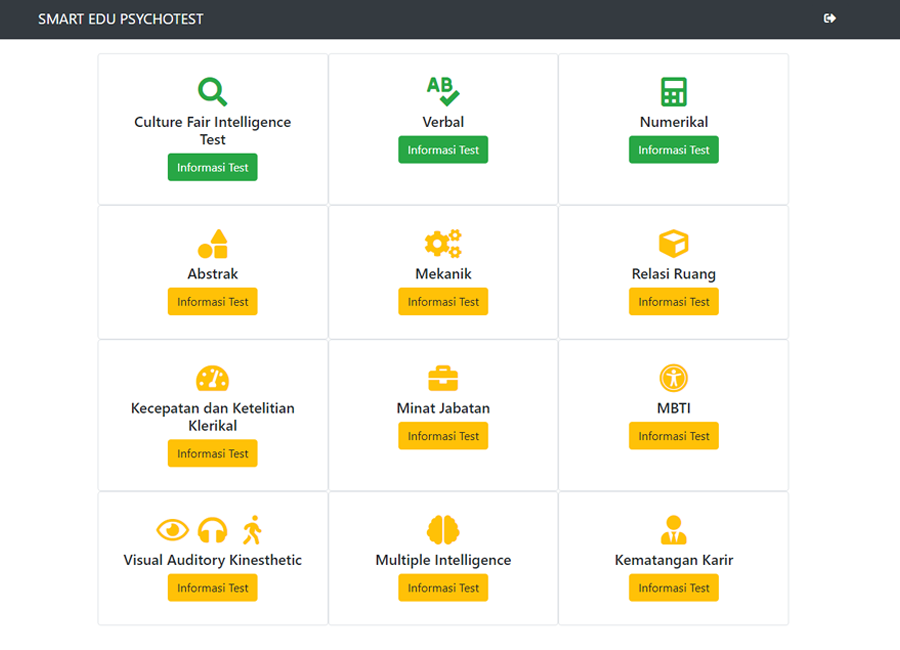 SMART EDU PSYCHOTEST
AB
Culture Fair Intelligence
Test
Informasi Test
Verbal
Informasi Test
Numerikal
Informasi Test
Abstrak
Informasi Test
Mekanik
Informasi Test
Relasi Ruang
Informasi Test
Kecepatan dan Ketelitian
Klerikal
Informasi Test
Minat Jabatan
Informasi Test
MBTI
Informasi Test
Visual Auditory Kinesthetic
Informasi Test
Multiple Intelligence
Informasi Test
Kematangan Karir
Informasi Test